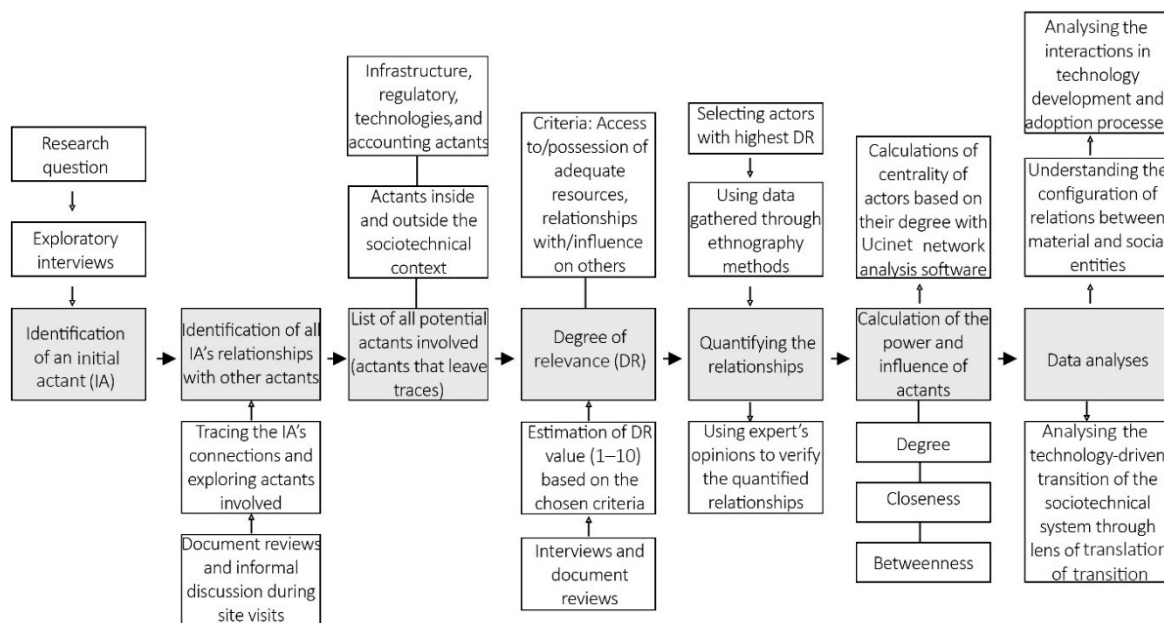 Research
question
Exploratory
interviews
Identification
of an initial
actant (IA)
Identification of all
IA's relationships
with other actants
Tracing the IA's
connections and
exploring actants
involved
Document reviews
and informal
discussion during
site visits
Infrastructure,
regulatory,
technologies, and
accounting actants
Actants inside
and outside the
sociotechnical
context
List of all potential
actants involved
(actants that leave
traces)
Criteria: Access
to/possession of
adequate
resources,
relationships
with/influence
on others
Degree of
relevance (DR)
Estimation of DR
value (1–10)
based on the
chosen criteria
Interviews and
document
reviews
Selecting actors
with highest DR
Using data
gathered through
ethnography
methods
Quantifying the
relationships
Using expert's
opinions to verify
the quantified
relationships
Calculations of
centrality of
actors based on
their degree with
Ucinet network
analysis software
Calculation of the
power and
influence of
actants
Degree
Closeness
Betweenness
Analysing the
interactions in
technology
development and
adoption processe
Understanding the
configuration of
relations between
material and socia
entities
Data analyses
Analysing the
technology-driven
transition of the
sociotechnical
system through
lens of translation
of transition